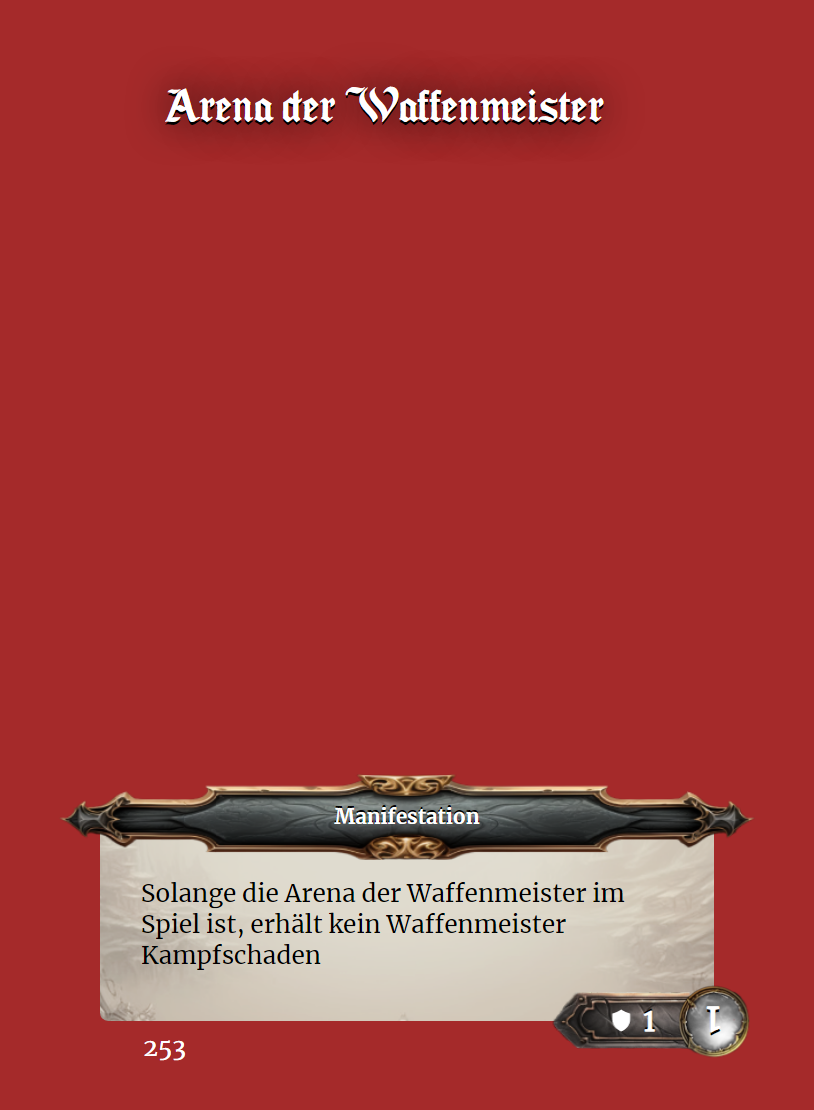 Arena der Waffenmeister
Manifestation
Solange die Arena der Waffenmeister im
Spiel ist, erhält kein Waffenmeister
Kampfschaden
1
253